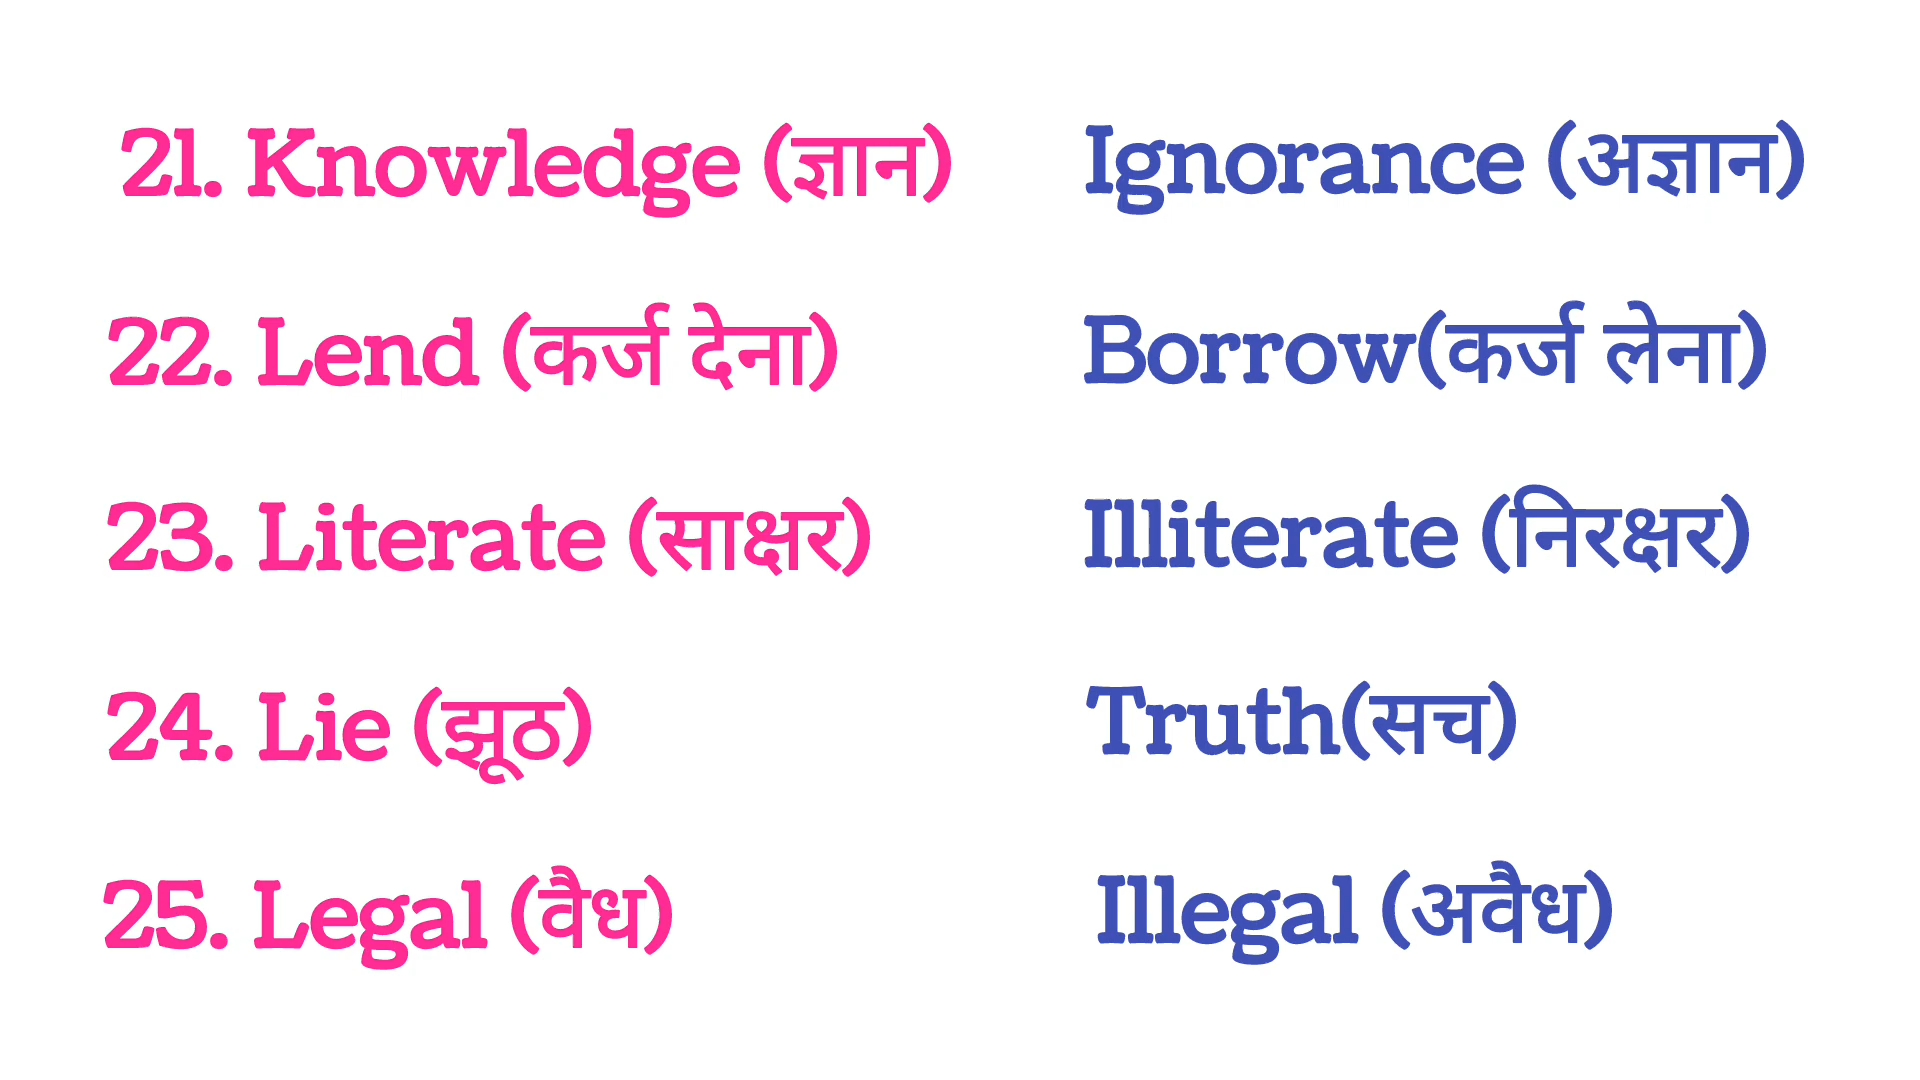 21. Knowledge (ज्ञान) Ignorance (अज्ञान)
22. Lend (कर्ज देना) Borrow(कर्ज लेना)
23. Literate (साक्षर) Illiterate (निरक्षर)
24. Lie (झूठ) Truth(सच)
25. Legal (वैध) Illegal (अवैध)